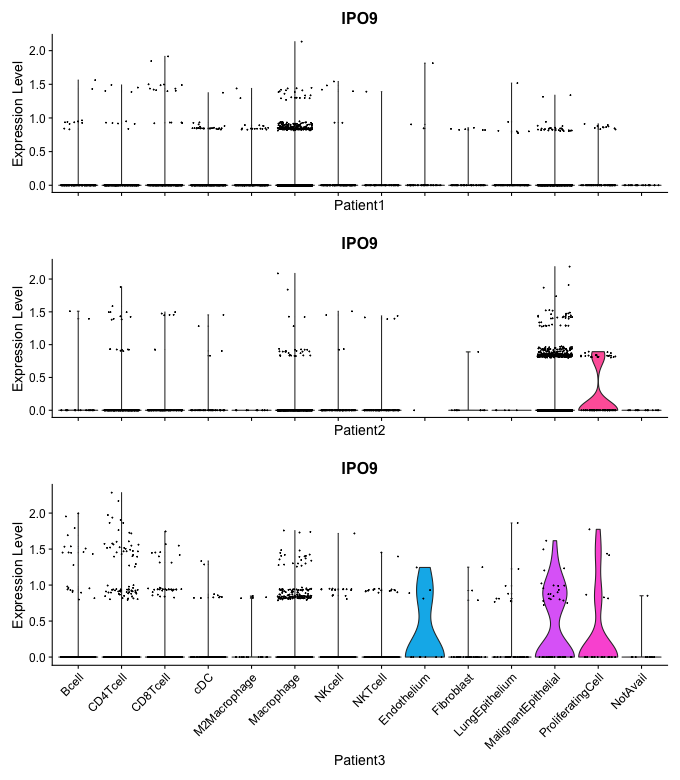 IPO9
Expression Level
2.0
1.5
1.0
0.5
0.0
Patient1
IPO9
Expression Level
2.0
1.5
1.0
0.5
0.0
Patient2
IPO9
Expression Level
2.0
1.5
1.0
0.5
0.0
Bcell
CD4Tcell
CD8Tcell
cDC
M2Macrophage
Macrophage
NKcell
NKTcell
Endothelium
Fibroblast
LungEpithelium
MalignantEpithelial
ProliferatingCell
NotAvail
Patient3